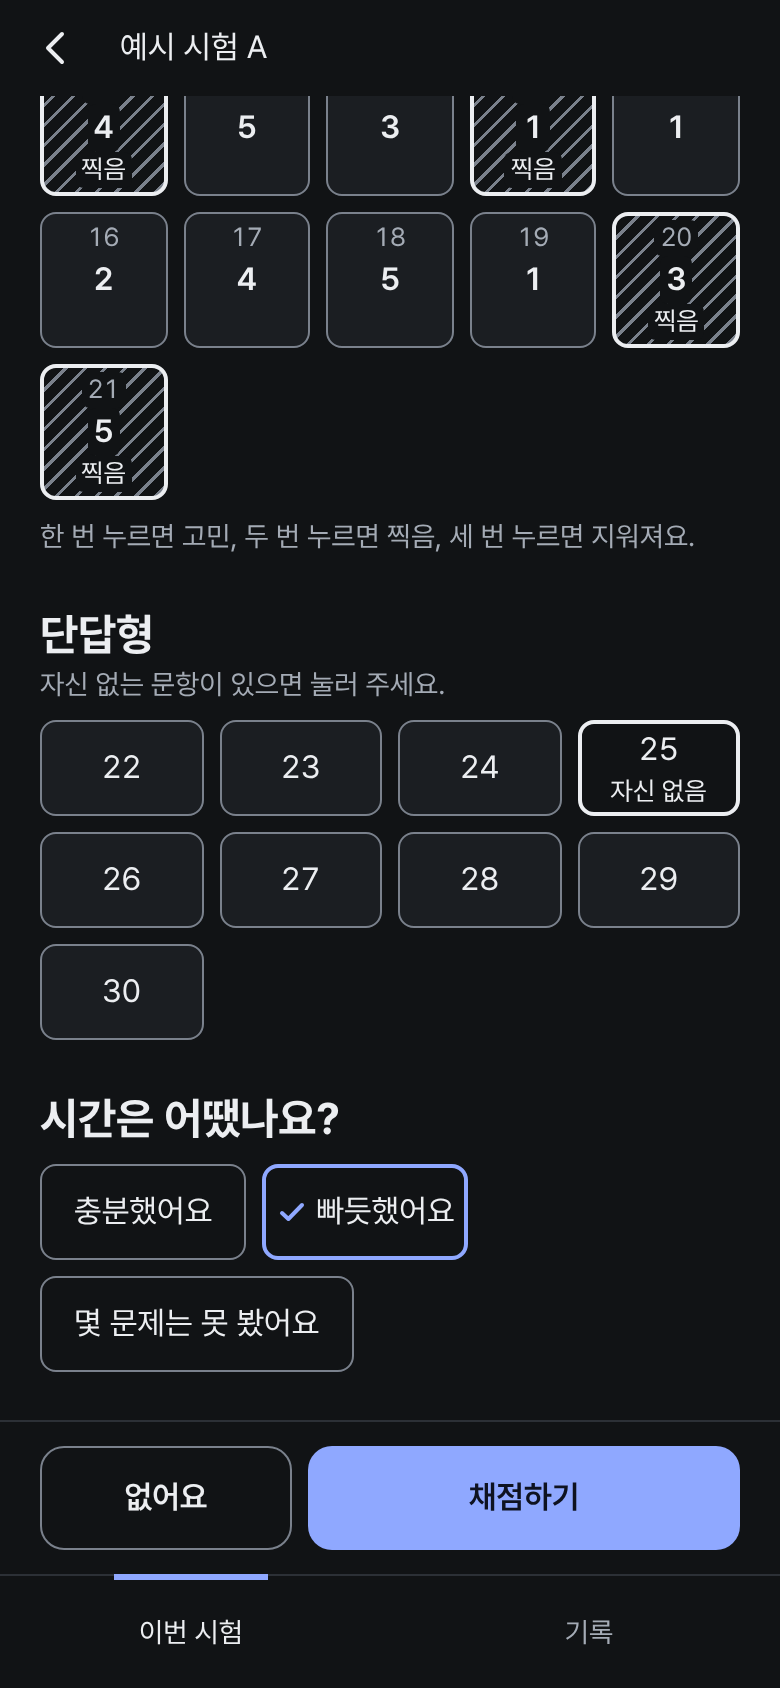 예시 시험 A
4 5 3 1 1
찍음 찍음
16 17 18 19 20
2 4 5 1 3
찍음
21
5
찍음
한 번 누르면 고민, 두 번 누르면 찍음, 세 번 누르면 지워져요.
단답형
자신 없는 문항이 있으면 눌러 주세요.
22 23 24 25
자신 없음
26 27 28 29
30
시간은 어땠나요?
충분했어요 빠듯했어요
몇 문제는 못 봤어요
없어요 채점하기
이번 시험 기록